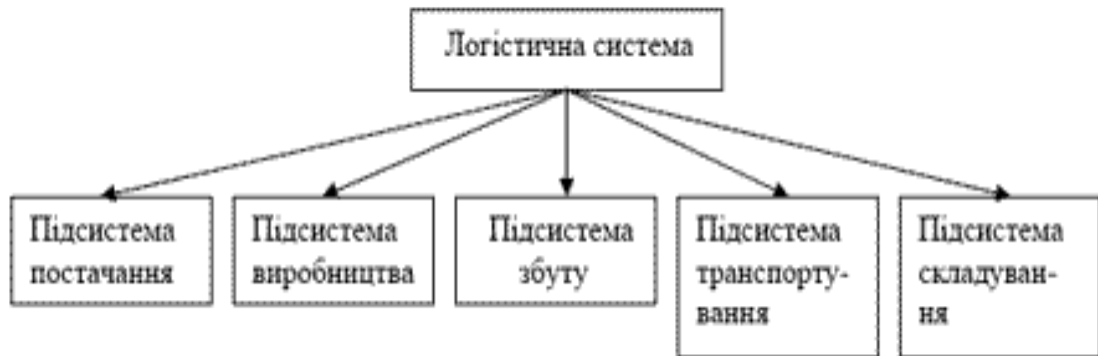 Логістична система
Підсистема
постачання
Підсистема
виробництва
Підсистема
збуту
Підсистема
транспорту-
вання
Підсистема
складуван-
ня